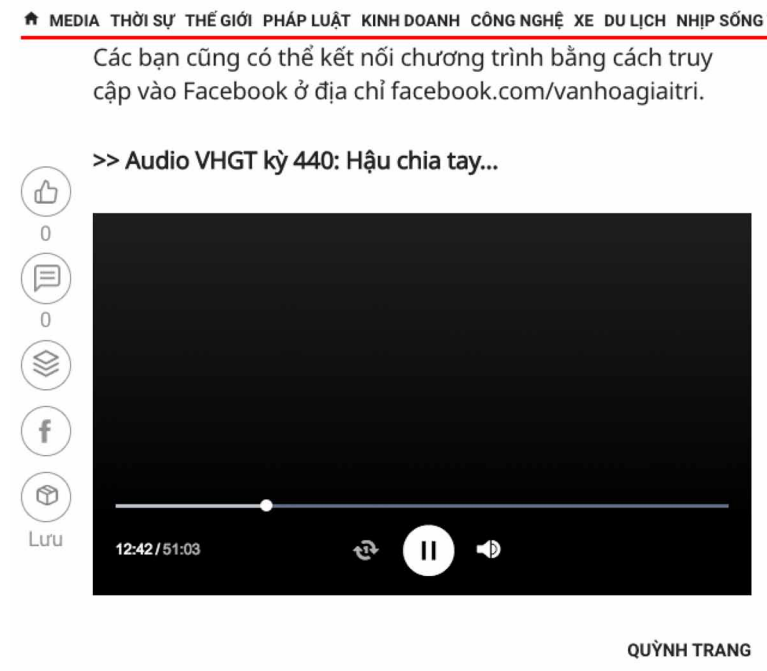 MEDIA THỜI SỰ THẾ GIỚI PHÁP LUẬT KINH DOANH CÔNG NGHỆ XE DU LỊCH NHỊP SỐNG
Các bạn cũng có thể kết nối chương trình bằng cách truy
cập vào Facebook ở địa chỉ facebook.com/vanhoagiaitri.
>> Audio VHGT kỳ 440: Hậu chia tay...
0
0
f
Lưu
1
12:42 / 51:03
QUỲNH TRANG